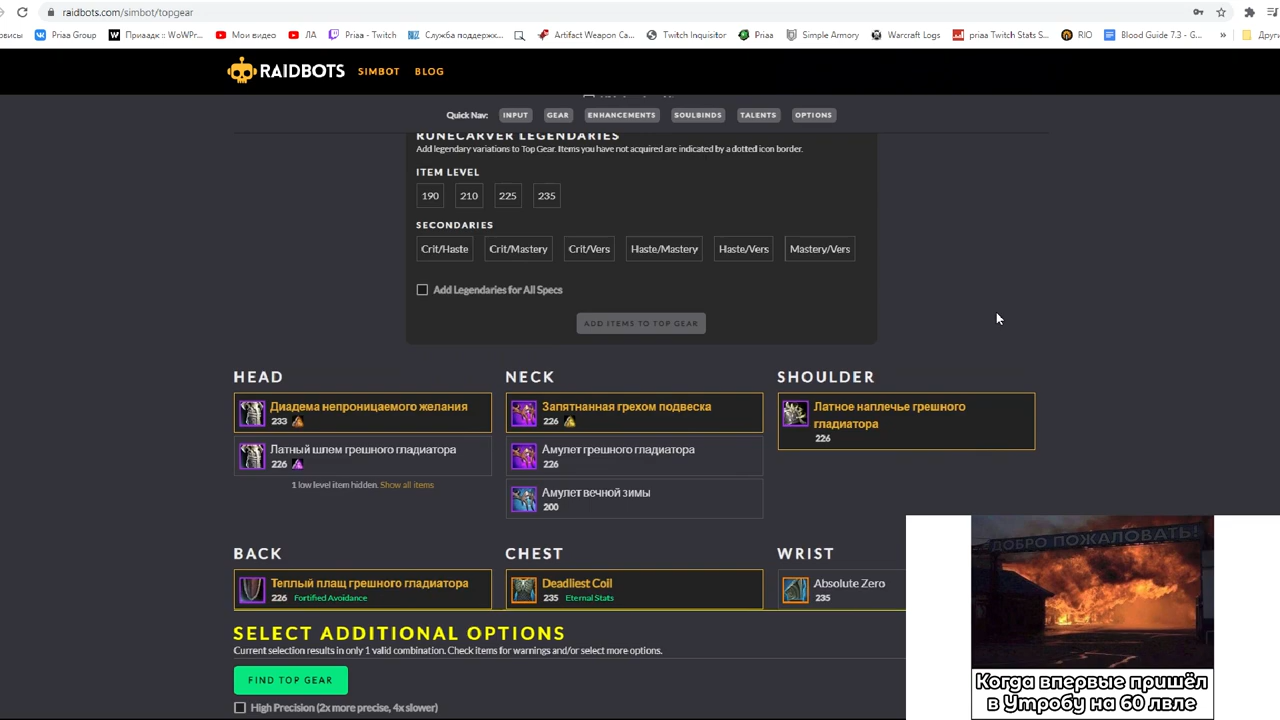 raidbots.com/simbot/topgear
рвисы
Priaa Group
Приаадк :: WoWPr...
Мои видео
ЛА
Priaa - Twitch
Служба поддержк...
Artifact Weapon Ca...
Twitch Inquisitor
Priaa
Simple Armory
Warcraft Logs
priaa Twitch Stats S...
RIO
Blood Guide 7.3 - G...
»
Други
RAIDBOTS
SIMBOT
BLOG
Quick Nav:
INPUT
GEAR
ENHANCEMENTS
SOULBINDS
TALENTS
OPTIONS
RUNECARVER LEGENDARIES
Add legendary variations to Top Gear. Items you have not acquired are indicated by a dotted icon border.
ITEM LEVEL
190
210
225
235
SECONDARIES
Crit/Haste
Crit/Mastery
Crit/Vers
Haste/Mastery
Haste/Vers
Mastery/Vers
Add Legendaries for All Specs
ADD ITEMS TO TOP GEAR
HEAD
Диадема непроницаемого желания
233
Латный шлем грешного гладиатора
226
1 low level item hidden. Show all items
NECK
Запятнанная грехом подвеска
226
Амулет грешного гладиатора
226
Амулет вечной зимы
200
SHOULDER
Латное наплечье грешного
гладиатора
226
BACK
Теплый плащ грешного гладиатора
226 Fortified Avoidance
CHEST
Deadliest Coil
235 Eternal Stats
WRIST
Absolute Zero
235
SELECT ADDITIONAL OPTIONS
Current selection results in only 1 valid combination. Check items for warnings and/or select more options.
FIND TOP GEAR
High Precision (2x more precise, 4x slower)
ДОБРО ПОЖАЛОВАТЬ!
Когда впервые пришёл
в Утробу на 60 лвле